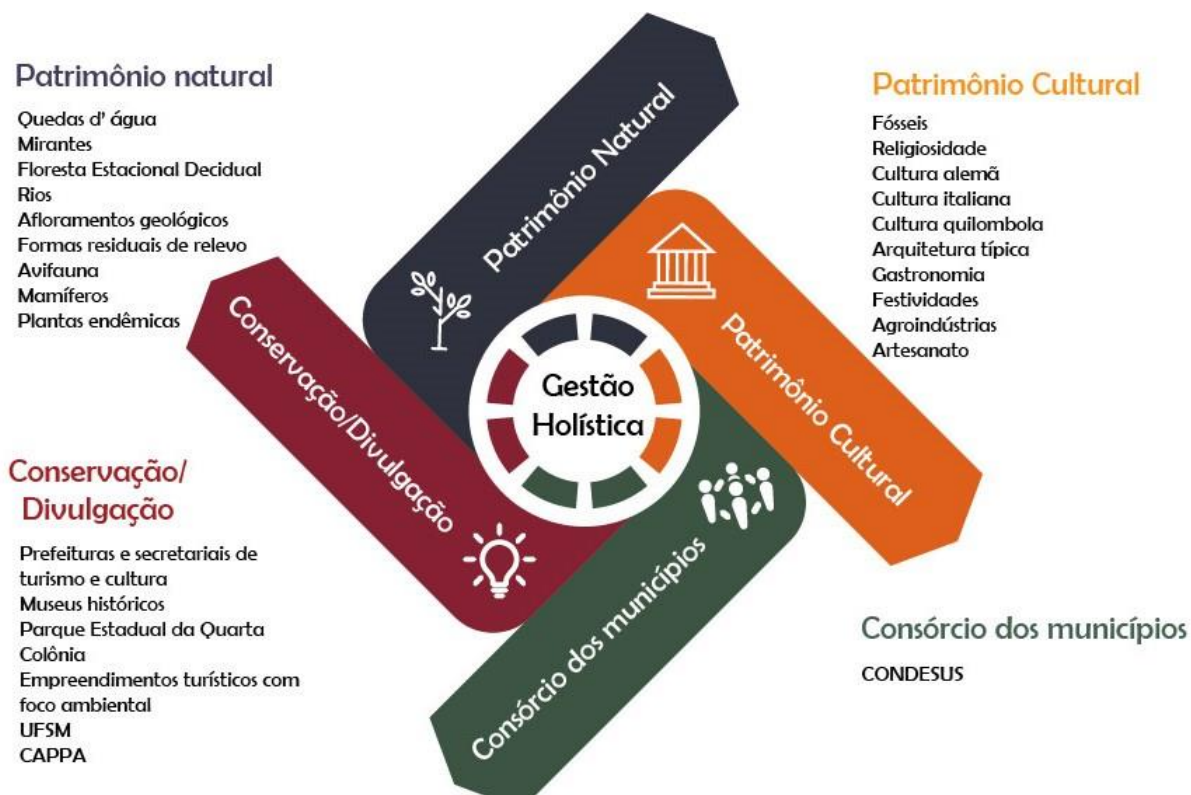 Patrimônio natural
Quedas d' água
Mirantes
Floresta Estacional Decidual
Rios
Afloramentos geológicos
Formas residuais de relevo
Avifauna
Mamíferos
Plantas endêmicas
Patrimônio Natural
Patrimônio Cultural
Fósseis
Religiosidade
Cultura alemã
Cultura italiana
Cultura quilombola
Arquitetura típica
Gastronomia
Festividades
Agroindústrias
Artesanato
Patrimônio Cultural
Gestão
Holística
Conservação/Divulgação
Conservação/
Divulgação
Prefeituras e secretariais de
turismo e cultura
Museus históricos
Parque Estadual da Quarta
Colônia
Empreendimentos turísticos com
foco ambiental
UFSM
CAPPA
Consórcio dos municípios
Consórcio dos municípios
CONDESUS